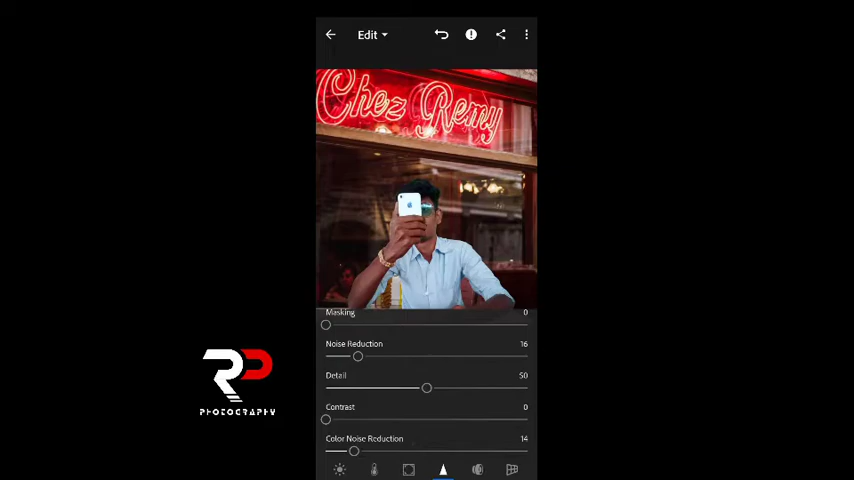 Edit
Chez Remy
Masking 0
Noise Reduction 16
Detail 50
Contrast 0
Color Noise Reduction 14
RP
PHOTOGRAPHY